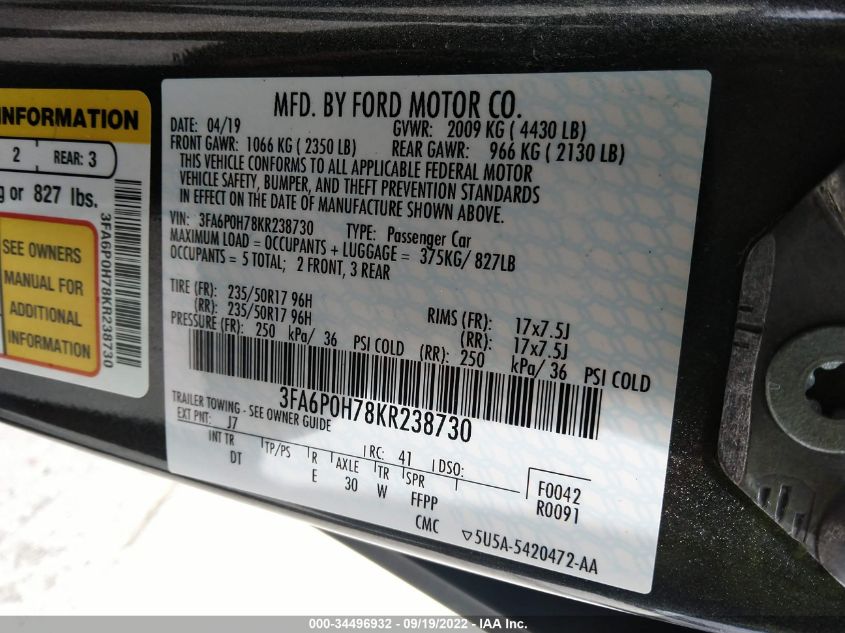 INFORMATION
2 REAR: 3
g or 827 lbs.
SEE OWNERS
MANUAL FOR
ADDITIONAL
INFORMATION
3FA6P0H78KR238730
MFD. BY FORD MOTOR CO.
DATE: 04/19 GVWR: 2009 KG ( 4430 LB)
FRONT GAWR: 1066 KG ( 2350 LB) REAR GAWR: 966 KG ( 2130 LB)
THIS VEHICLE CONFORMS TO ALL APPLICABLE FEDERAL MOTOR
VEHICLE SAFETY, BUMPER, AND THEFT PREVENTION STANDARDS
IN EFFECT ON THE DATE OF MANUFACTURE SHOWN ABOVE.
VIN: 3FA6P0H78KR238730 TYPE: Passenger Car
MAXIMUM LOAD = OCCUPANTS + LUGGAGE = 375KG/ 827LB
OCCUPANTS = 5 TOTAL; 2 FRONT, 3 REAR
TIRE (FR): 235/50R17 96H RIMS (FR): 17x7.5J
(RR): 235/50R17 96H (RR): 17x7.5J
PRESSURE (FR): 250 kPa/ 36 PSI COLD (RR): 250 kPa/ 36 PSI COLD
3FA6P0H78KR238730
TRAILER TOWING - SEE OWNER GUIDE
EXT PNT: J7 RC: 41 DSO:
INT TR TP/PS R AXLE TR SPR F0042
DT E 30 W FFPP R0091
CMC ▽5U5A-5420472-AA
000-34496932 - 09/19/2022 - IAA Inc.